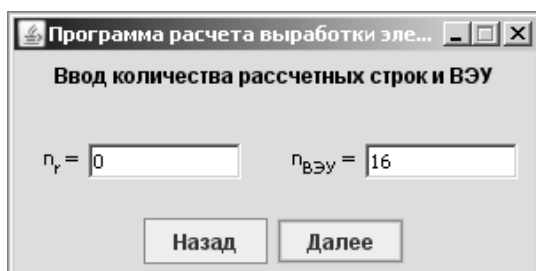 Программа расчета выработки эле...
Ввод количества рассчетных строк и ВЭУ
nr = 0 nВЭУ = 16
Назад Далее